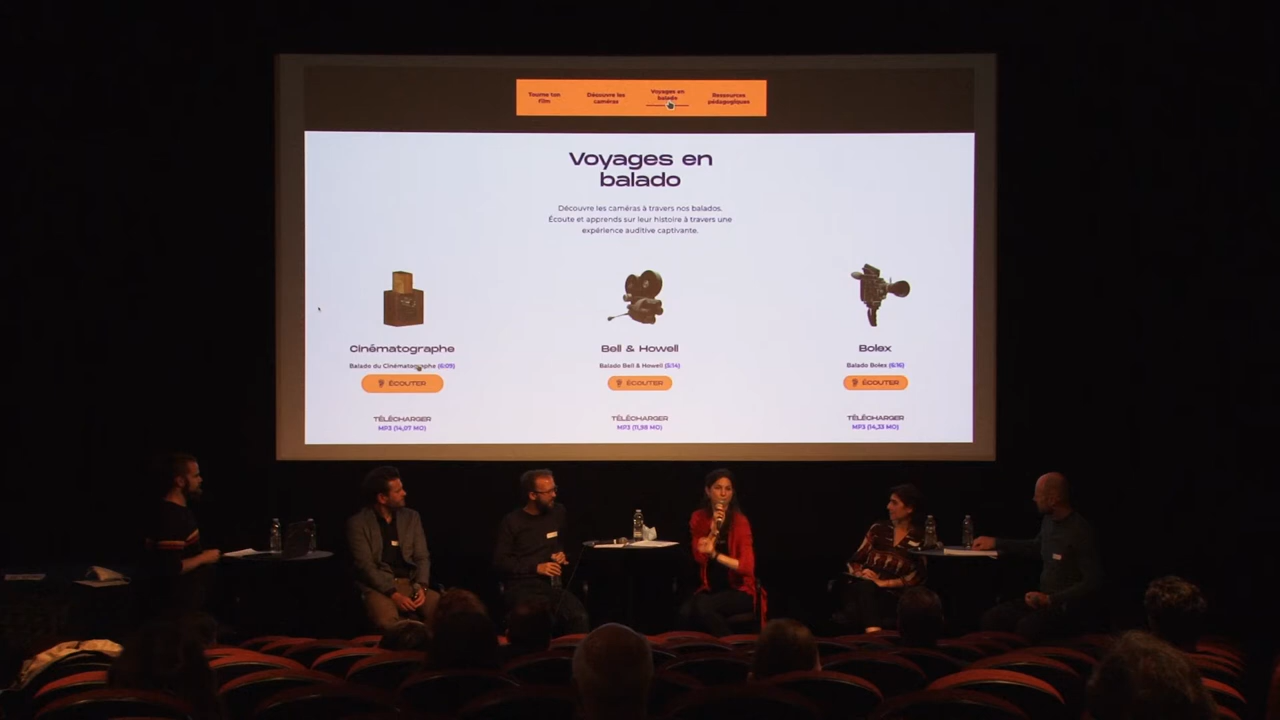 Tourne ton
film
Découvre les
caméras
Voyages en
balado
Ressources
pédagogiques
Voyages en
balado
Découvre les caméras à travers nos balados.
Écoute et apprends sur leur histoire à travers une
expérience auditive captivante.
Cinématographe
Balado du Cinématographe (6:09)
ÉCOUTER
TÉLÉCHARGER
MP3 (14,07 MO)
Bell & Howell
Balado Bell & Howell (5:14)
ÉCOUTER
TÉLÉCHARGER
MP3 (11,98 MO)
Bolex
Balado Bolex (6:16)
ÉCOUTER
TÉLÉCHARGER
MP3 (14,33 MO)